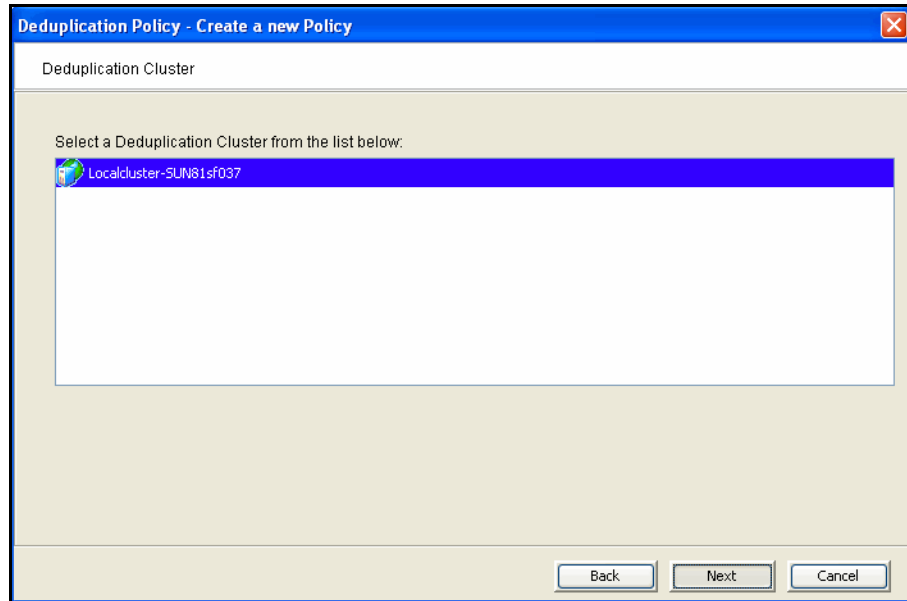 Deduplication Policy - Create a new Policy
Deduplication Cluster
Select a Deduplication Cluster from the list below:
Localcluster-SUN81sf037
Back Next Cancel